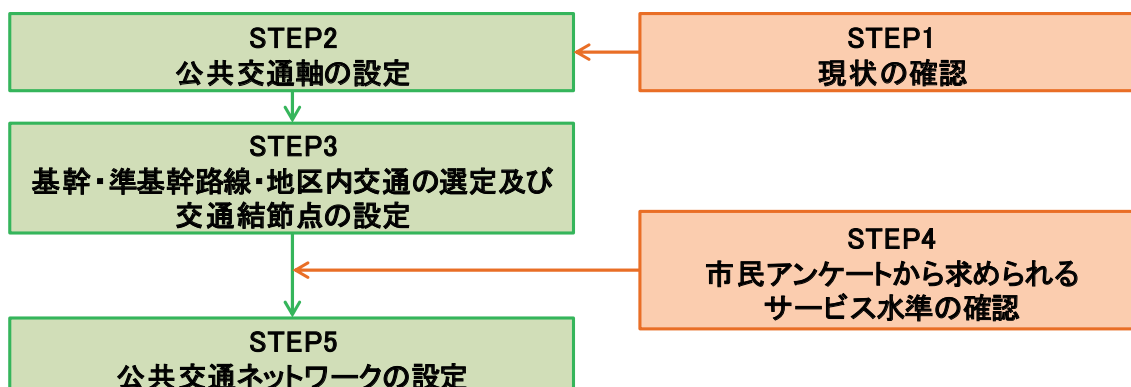 STEP2
公共交通軸の設定
STEP1
現状の確認
STEP3
基幹・準基幹路線・地区内交通の選定及び
交通結節点の設定
STEP4
市民アンケートから求められる
サービス水準の確認
STEP5
公共交通ネットワークの設定